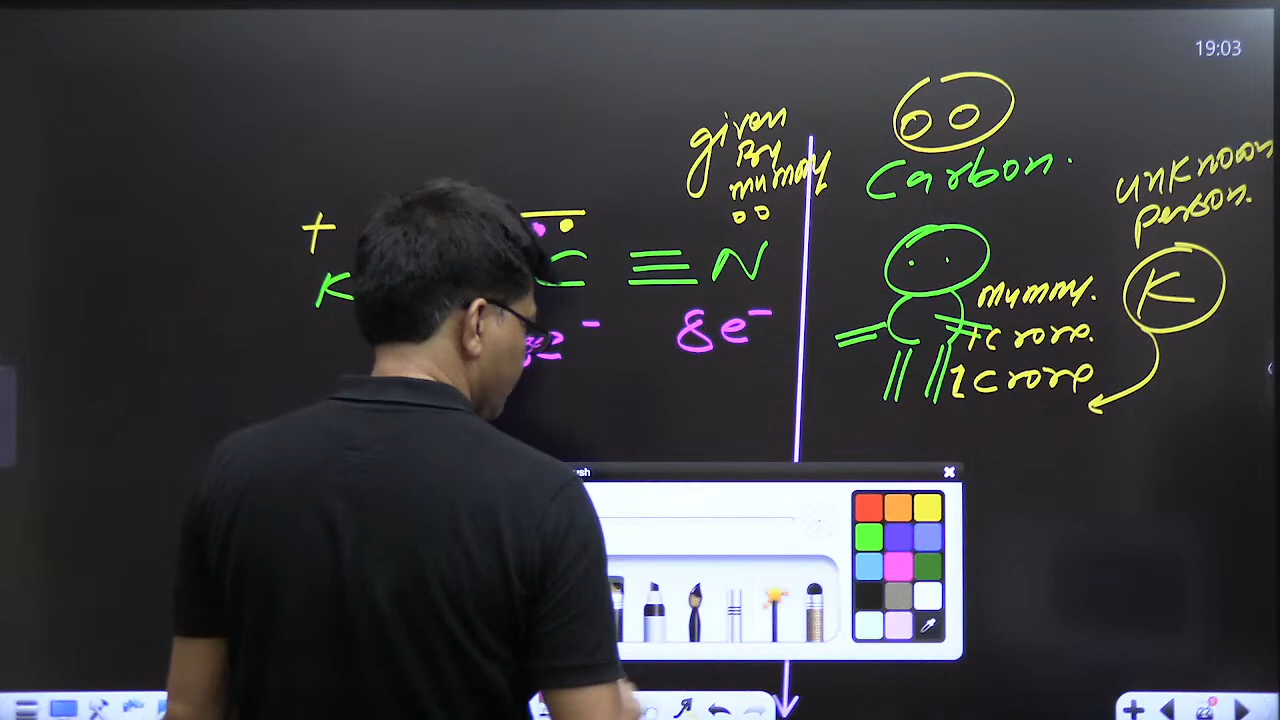 19:03
given
By
mummy
Carbon.
unknown
person.
+
K
C ≡ N
8e⁻
mummy.
1 crore.
2 crore
K